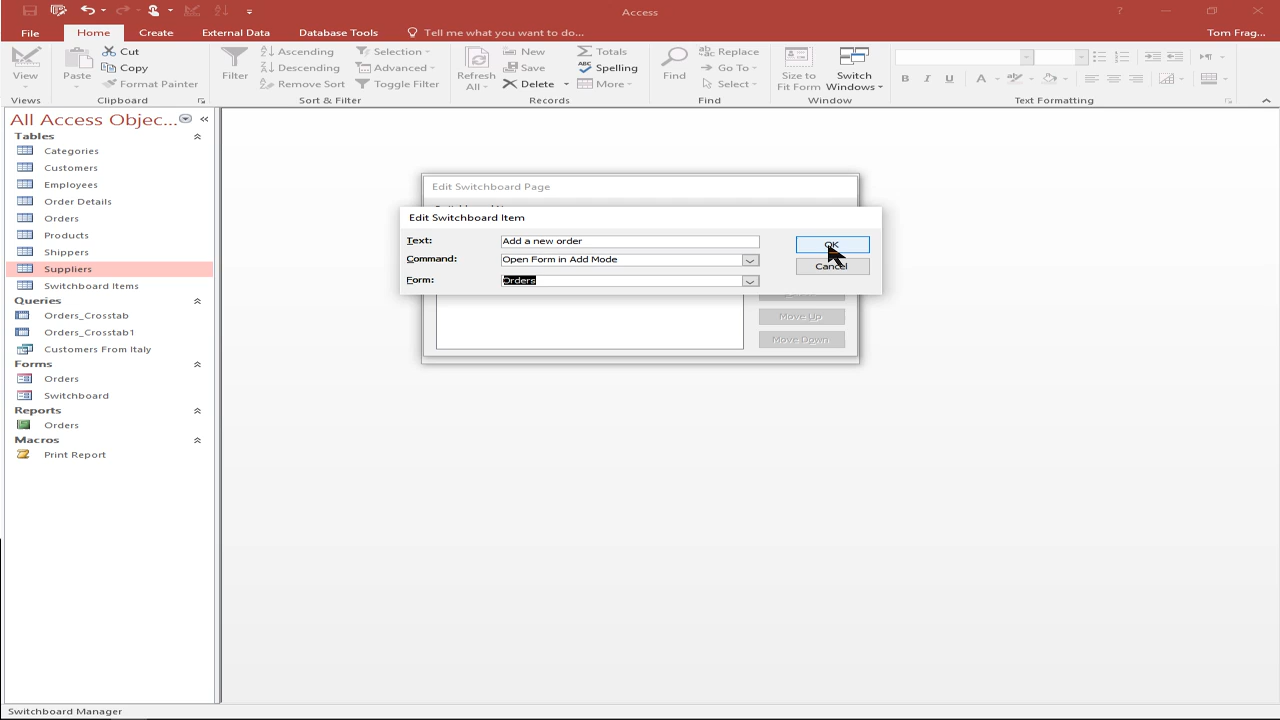 Access
?
File Home Create External Data Database Tools Tell me what you want to do... Tom Frag...
View
Views
Paste
Cut
Copy
Format Painter
Clipboard
Filter
Ascending
Descending
Remove Sort
Selection
Advanced
Toggle Filter
Sort & Filter
Refresh
All
New
Save
Delete
Totals
Spelling
More
Records
Find
Replace
Go To
Select
Find
Size to
Fit Form
Switch
Windows
Window
B I U A
Text Formatting
All Access Objec...
Tables
Categories
Customers
Employees
Order Details
Orders
Products
Shippers
Suppliers
Switchboard Items
Queries
Orders_Crosstab
Orders_Crosstab1
Customers From Italy
Forms
Orders
Switchboard
Reports
Orders
Macros
Print Report
Edit Switchboard Page
Edit Switchboard Item
Text: Add a new order
Command: Open Form in Add Mode
Form: Orders
OK
Cancel
Move Up
Move Down
Switchboard Manager